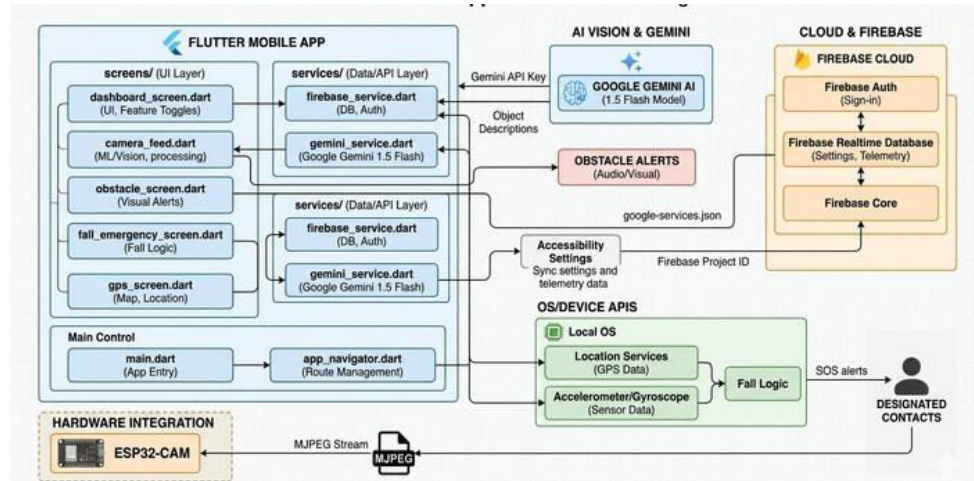 FLUTTER MOBILE APP
screens/ (UI Layer)
dashboard_screen.dart
(UI, Feature Toggles)
camera_feed.dart
(ML/Vision, processing)
obstacle_screen.dart
(Visual Alerts)
fall_emergency_screen.dart
(Fall Logic)
gps_screen.dart
(Map, Location)
services/ (Data/API Layer)
firebase_service.dart
(DB, Auth)
gemini_service.dart
(Google Gemini 1.5 Flash)
services/ (Data/API Layer)
firebase_service.dart
(DB, Auth)
gemini_service.dart
(Google Gemini 1.5 Flash)
Main Control
main.dart
(App Entry)
app_navigator.dart
(Route Management)
AI VISION & GEMINI
Gemini API Key
GOOGLE GEMINI AI
(1.5 Flash Model)
Object
Descriptions
OBSTACLE ALERTS
(Audio/Visual)
google-services.json
Accessibility
Settings
Sync settings and
telemetry data
Firebase Project ID
CLOUD & FIREBASE
FIREBASE CLOUD
Firebase Auth
(Sign-in)
Firebase Realtime Database
(Settings, Telemetry)
Firebase Core
OS/DEVICE APIS
Local OS
Location Services
(GPS Data)
Accelerometer/Gyroscope
(Sensor Data)
Fall Logic
SOS alerts
DESIGNATED
CONTACTS
HARDWARE INTEGRATION
ESP32-CAM
MJPEG Stream
MJPEG